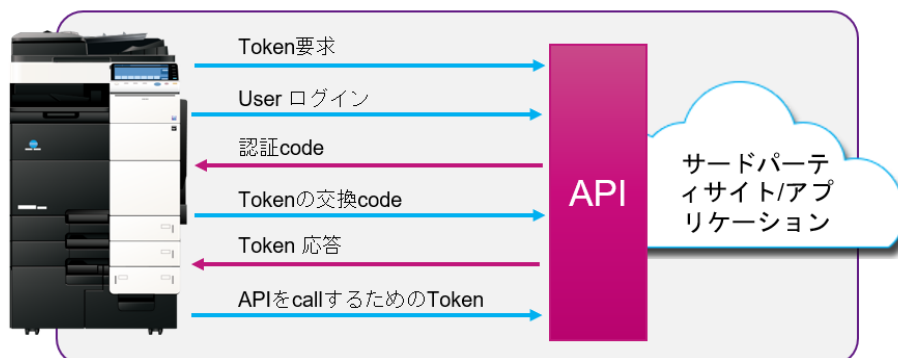 Token要求
User ログイン
認証code
Tokenの交換code
Token 応答
APIをcallするためのToken
API
サードパーテ
ィサイト/アプ
リケーション